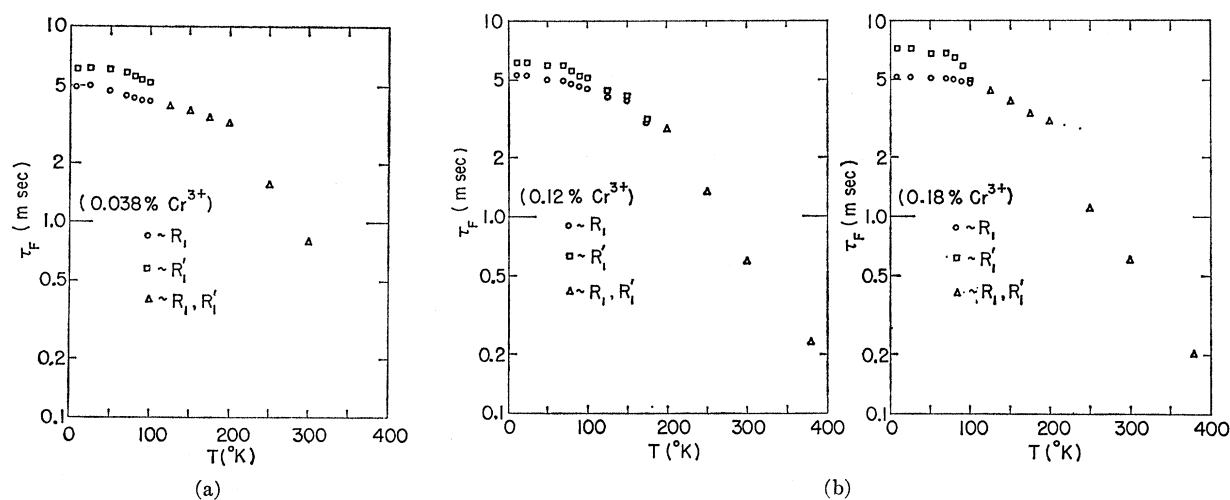 10
5
2
1.0
0.5
0.2
0.1
τF (m sec)
(0.038% Cr³⁺)
○ ~ R₁
□ ~ R₁'
△ ~ R₁, R₁'
0 100 200 300 400
T(°K)
(a)
10
5
2
1.0
0.5
0.2
0.1
τF (m sec)
(0.12% Cr³⁺)
○ ~ R₁
□ ~ R₁'
△ ~ R₁, R₁'
0 100 200 300 400
T (°K)
10
5
2
1.0
0.5
0.2
0.1
τF (m sec)
(0.18% Cr³⁺)
○ ~ R₁
□ ~ R₁'
△ ~ R₁, R₁'
0 100 200 300 400
T (°K)
(b)